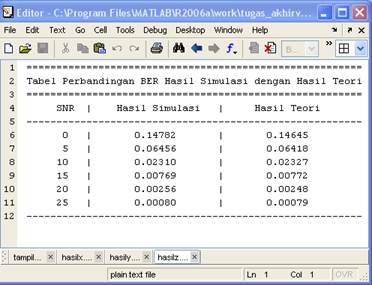 Editor - C:\Program Files\MATLAB\R2006a\work\tugas_akhirv...
File Edit Text Go Cell Tools Debug Desktop Window Help
1 ==================================================
2 Tabel Perbandingan BER Hasil Simulasi dengan Hasil Teori
3 ==================================================
4 SNR | Hasil Simulasi | Hasil Teori
5 --------------------------------------------------
6 0 | 0.14782 | 0.14645
7 5 | 0.06456 | 0.06418
8 10 | 0.02310 | 0.02327
9 15 | 0.00769 | 0.00772
10 20 | 0.00256 | 0.00248
11 25 | 0.00080 | 0.00079
12 --------------------------------------------------
tampil... hasilx.... hasily.... hasilz....
plain text file Ln 1 Col 1 OVR